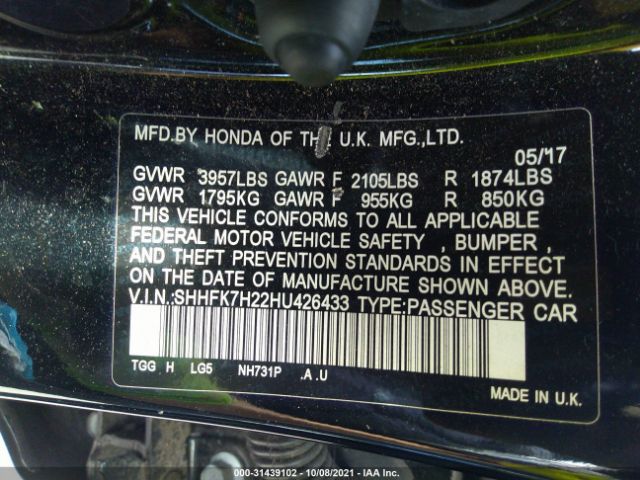 MFD.BY HONDA OF THE U.K. MFG.,LTD.
05/17
GVWR 3957LBS GAWR F 2105LBS R 1874LBS
GVWR 1795KG GAWR F 955KG R 850KG
THIS VEHICLE CONFORMS TO ALL APPLICABLE
FEDERAL MOTOR VEHICLE SAFETY , BUMPER ,
AND THEFT PREVENTION STANDARDS IN EFFECT
ON THE DATE OF MANUFACTURE SHOWN ABOVE.
V.I.N.:SHHFK7H22HU426433 TYPE:PASSENGER CAR
TGG H LG5 NH731P .A .U
MADE IN U.K.
000-31439102 - 10/08/2021 - IAA Inc.